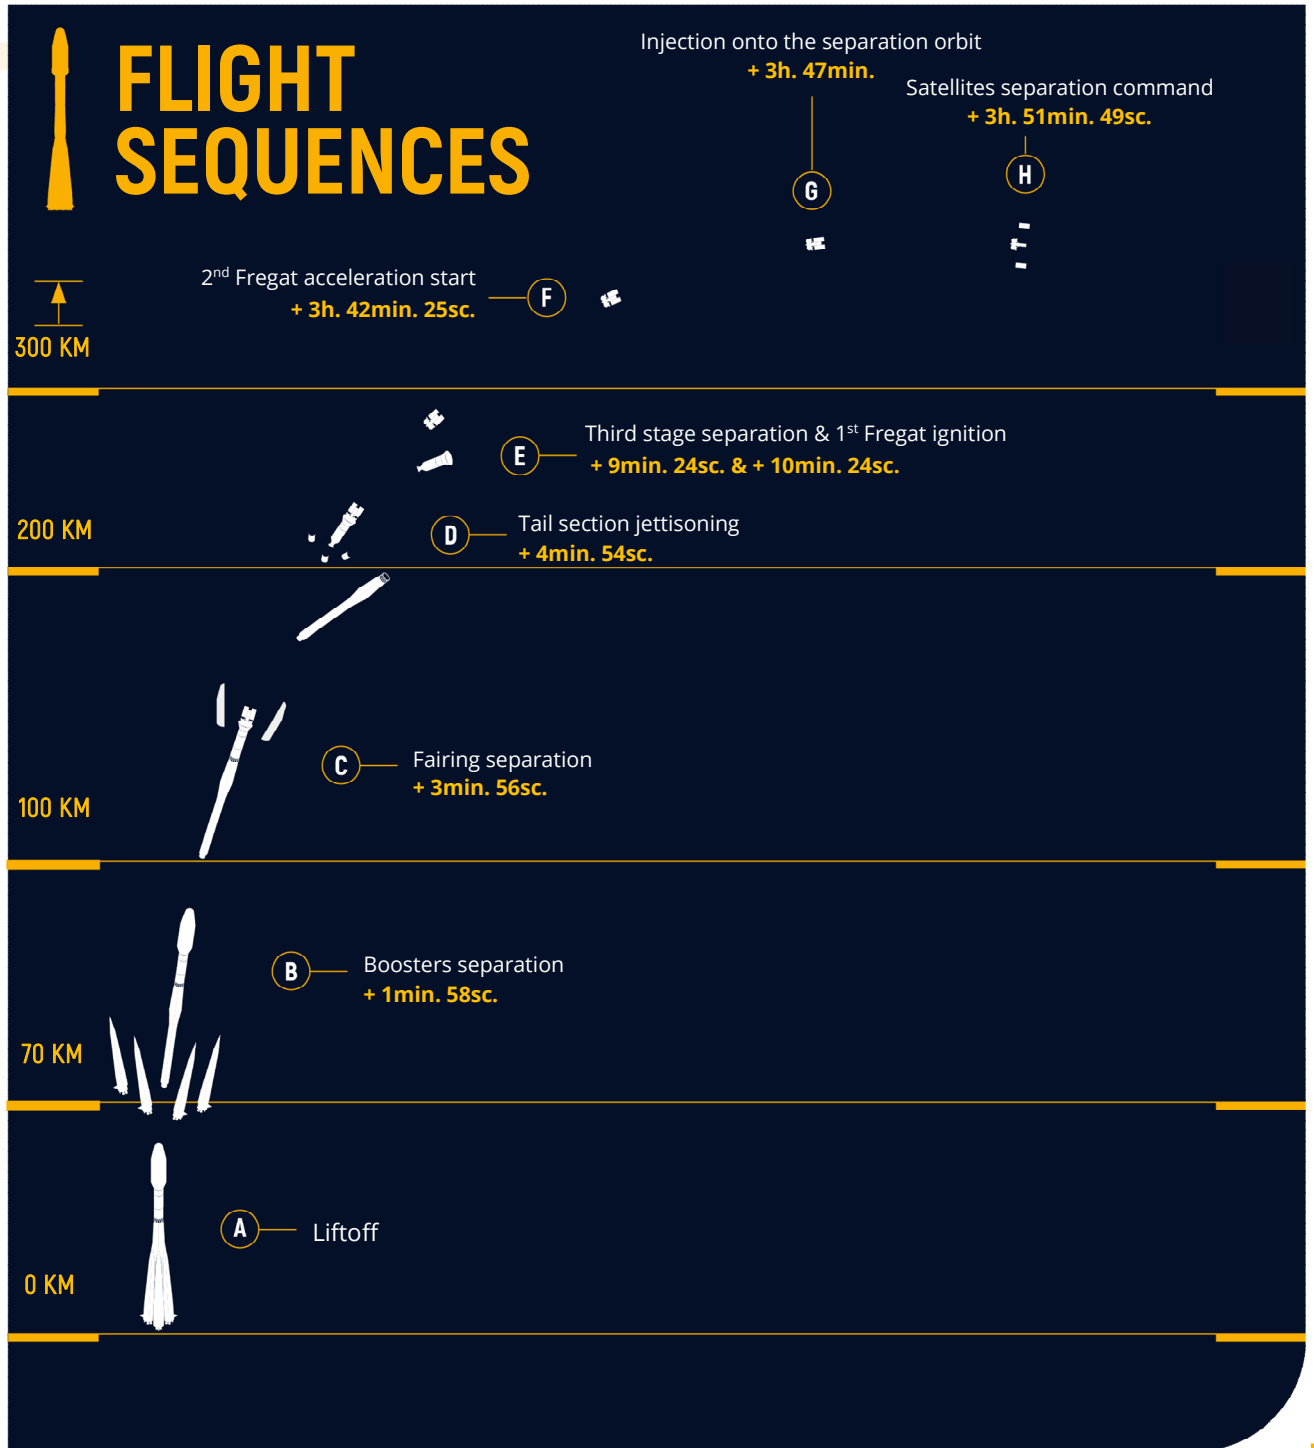 FLIGHT
SEQUENCES
Injection onto the separation orbit
+ 3h. 47min.
Satellites separation command
+ 3h. 51min. 49sc.
G
H
2nd Fregat acceleration start
+ 3h. 42min. 25sc.
F
300 KM
E
Third stage separation & 1st Fregat ignition
+ 9min. 24sc. & + 10min. 24sc.
200 KM
D
Tail section jettisoning
+ 4min. 54sc.
C
Fairing separation
+ 3min. 56sc.
100 KM
B
Boosters separation
+ 1min. 58sc.
70 KM
A
Liftoff
0 KM